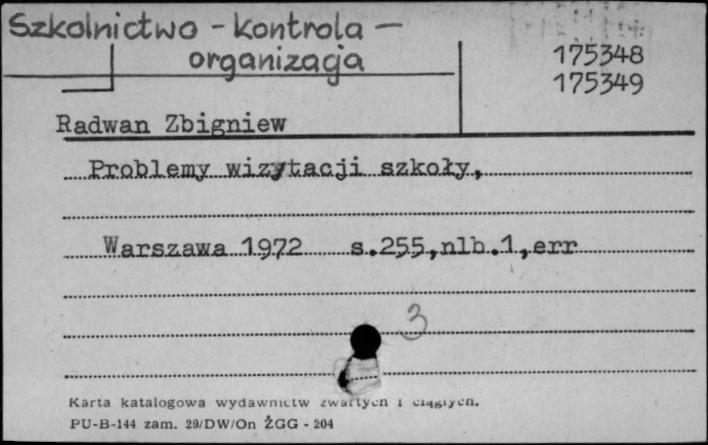 Szkolnictwo - kontrola -
organizacja
175348
175349
Radwan Zbigniew
Problemy wizytacji szkoły,
Warszawa 1972 s.255,nlb.1,err
3
Karta katalogowa wydawnictw zwartych i ciągłych.
PU-B-144 zam. 29/DW/On ŻGG - 204